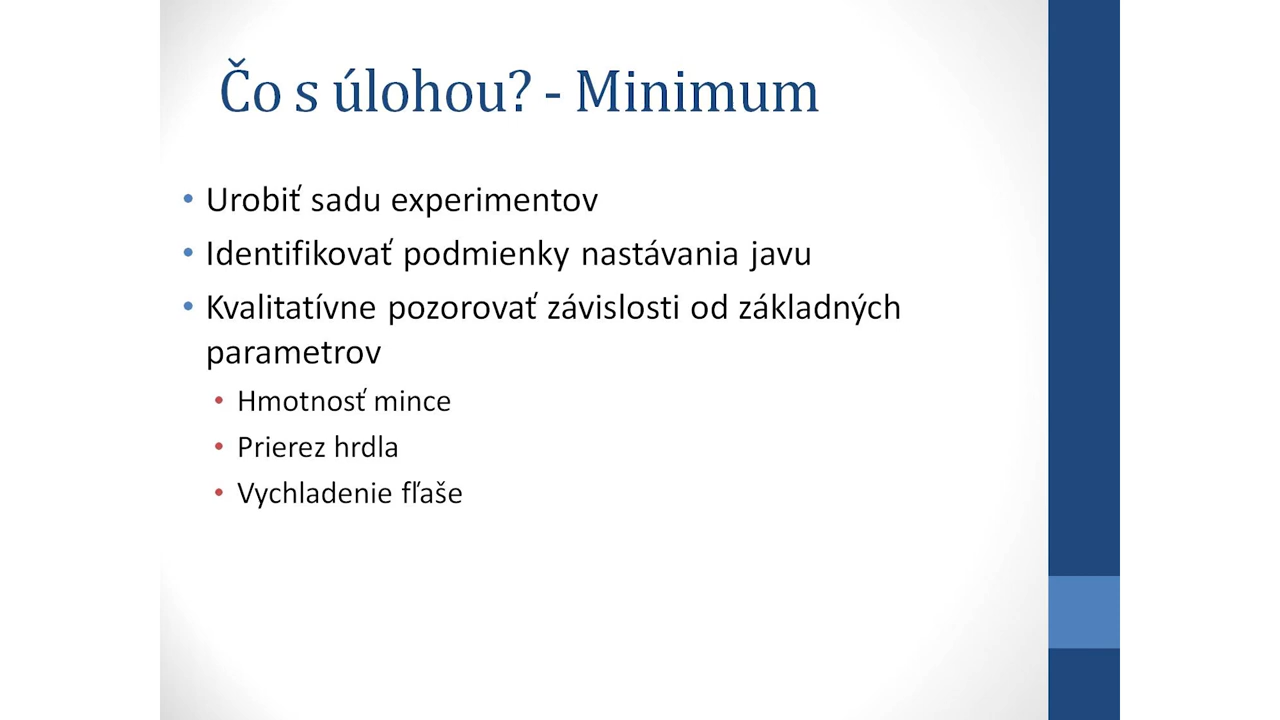 Čo s úlohou? - Minimum
• Urobiť sadu experimentov
• Identifikovať podmienky nastávania javu
• Kvalitatívne pozorovať závislosti od základných
parametrov
• Hmotnosť mince
• Prierez hrdla
• Vychladenie fľaše